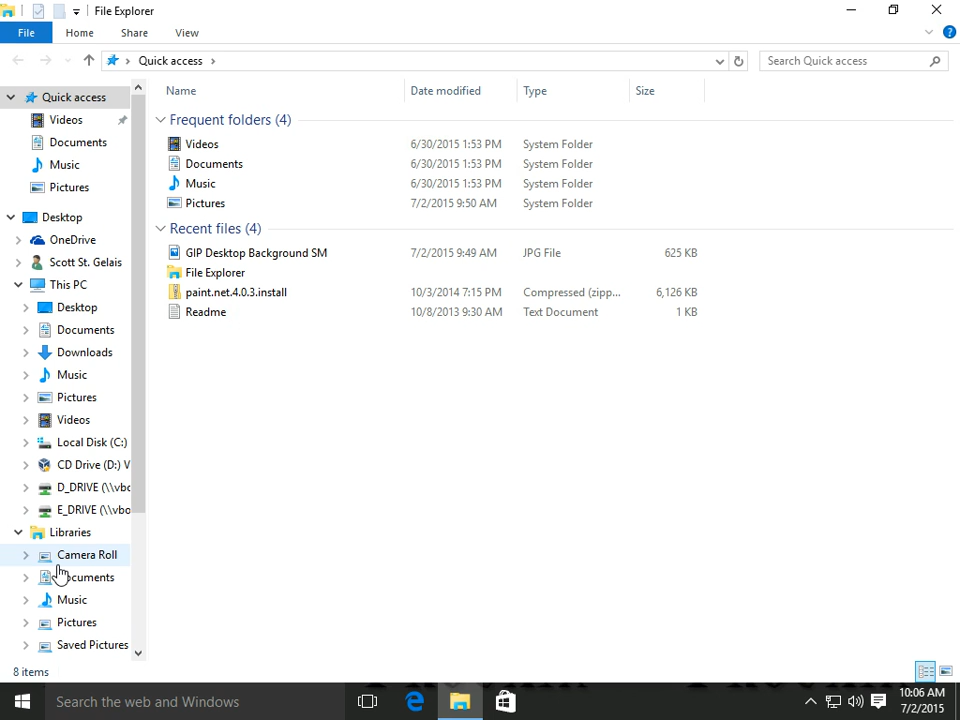 File Explorer
File Home Share View
Quick access
Search Quick access
Quick access
Videos
Documents
Music
Pictures
Desktop
OneDrive
Scott St. Gelais
This PC
Desktop
Documents
Downloads
Music
Pictures
Videos
Local Disk (C:)
CD Drive (D:) V
D_DRIVE (\\vbo
E_DRIVE (\\vbo
Libraries
Camera Roll
Documents
Music
Pictures
Saved Pictures
Name Date modified Type Size
Frequent folders (4)
Videos 6/30/2015 1:53 PM System Folder
Documents 6/30/2015 1:53 PM System Folder
Music 6/30/2015 1:53 PM System Folder
Pictures 7/2/2015 9:50 AM System Folder
Recent files (4)
GIP Desktop Background SM 7/2/2015 9:49 AM JPG File 625 KB
File Explorer
paint.net.4.0.3.install 10/3/2014 7:15 PM Compressed (zipp... 6,126 KB
Readme 10/8/2013 9:30 AM Text Document 1 KB
8 items
Search the web and Windows
10:06 AM
7/2/2015